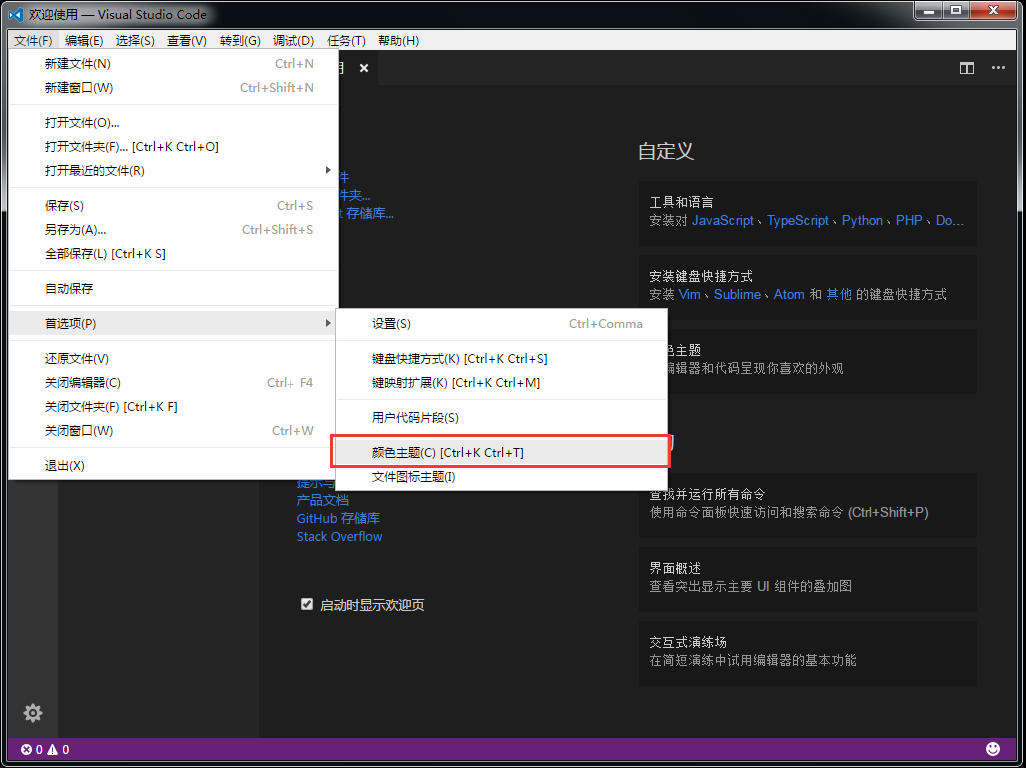 欢迎使用 — Visual Studio Code
文件(F) 编辑(E) 选择(S) 查看(V) 转到(G) 调试(D) 任务(T) 帮助(H)
新建文件(N) Ctrl+N
新建窗口(W) Ctrl+Shift+N
打开文件(O)...
打开文件夹(F)... [Ctrl+K Ctrl+O]
打开最近的文件(R)
保存(S) Ctrl+S
另存为(A)... Ctrl+Shift+S
全部保存(L) [Ctrl+K S]
自动保存
首选项(P)
还原文件(V)
关闭编辑器(C) Ctrl+ F4
关闭文件夹(F) [Ctrl+K F]
关闭窗口(W) Ctrl+W
退出(X)
设置(S) Ctrl+Comma
键盘快捷方式(K) [Ctrl+K Ctrl+S]
键映射扩展(K) [Ctrl+K Ctrl+M]
用户代码片段(S)
颜色主题(C) [Ctrl+K Ctrl+T]
文件图标主题(I)
件
件夹...
t 存储库...
提示与
产品文档
GitHub 存储库
Stack Overflow
启动时显示欢迎页
自定义
工具和语言
安装对 JavaScript、TypeScript、Python、PHP、Do...
安装键盘快捷方式
安装 Vim、Sublime、Atom 和 其他 的键盘快捷方式
色主题
编辑器和代码呈现你喜欢的外观
查找并运行所有命令
使用命令面板快速访问和搜索命令 (Ctrl+Shift+P)
界面概述
查看突出显示主要 UI 组件的叠加图
交互式演练场
在简短演练中试用编辑器的基本功能
0 0